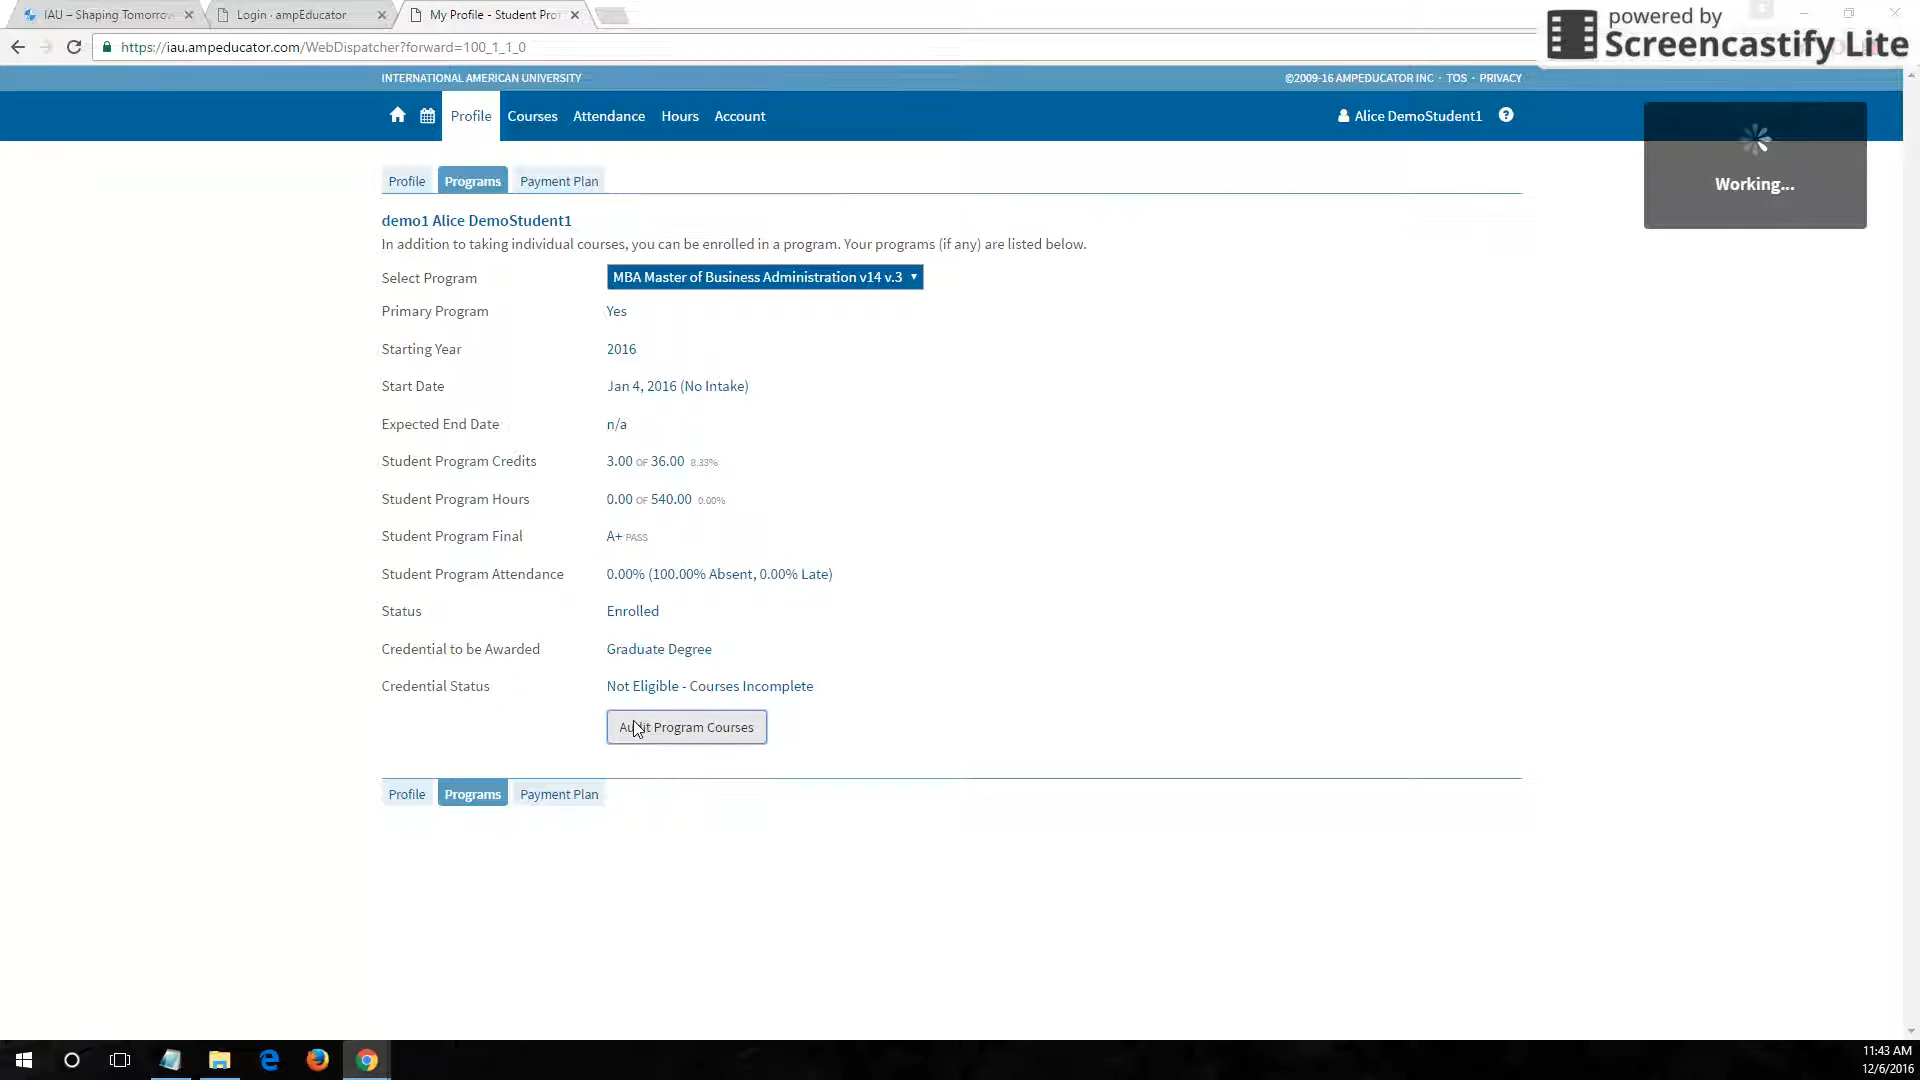 IAU – Shaping Tomorrow
Login · ampEducator
My Profile - Student Pro
powered by
Screencastify Lite
https://iau.ampeducator.com/WebDispatcher?forward=100_1_1_0
INTERNATIONAL AMERICAN UNIVERSITY
©2009-16 AMPEDUCATOR INC · TOS · PRIVACY
Profile Courses Attendance Hours Account
Alice DemoStudent1
Working...
Profile Programs Payment Plan
demo1 Alice DemoStudent1
In addition to taking individual courses, you can be enrolled in a program. Your programs (if any) are listed below.
Select Program MBA Master of Business Administration v14 v.3
Primary Program Yes
Starting Year 2016
Start Date Jan 4, 2016 (No Intake)
Expected End Date n/a
Student Program Credits 3.00 OF 36.00 8.33%
Student Program Hours 0.00 OF 540.00 0.00%
Student Program Final A+ PASS
Student Program Attendance 0.00% (100.00% Absent, 0.00% Late)
Status Enrolled
Credential to be Awarded Graduate Degree
Credential Status Not Eligible - Courses Incomplete
Audit Program Courses
Profile Programs Payment Plan
11:43 AM
12/6/2016